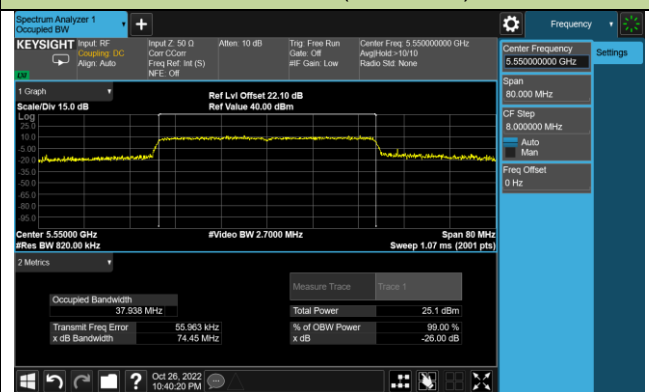 Spectrum Analyzer 1
Occupied BW
Frequency
KEYSIGHT
Input: RF
Coupling: DC
Align: Auto
Input Z: 50 Ω
Corr CCorr
Freq Ref: Int (S)
NFE: Off
Atten: 10 dB
Trig: Free Run
Gate: Off
#IF Gain: Low
Center Freq: 5.550000000 GHz
Avg|Hold:>10/10
Radio Std: None
LXI
Center Frequency
5.550000000 GHz
Settings
Span
80.000 MHz
CF Step
8.000000 MHz
Auto
Man
Freq Offset
0 Hz
1 Graph
Scale/Div 15.0 dB
Ref Lvl Offset 22.10 dB
Ref Value 40.00 dBm
Log
25.0
10.0
-5.00
-20.0
-35.0
-50.0
-65.0
-80.0
-95.0
Center 5.55000 GHz
#Res BW 820.00 kHz
#Video BW 2.7000 MHz
Span 80 MHz
Sweep 1.07 ms (2001 pts)
2 Metrics
Measure Trace
Trace 1
Occupied Bandwidth
37.938 MHz
Total Power
25.1 dBm
Transmit Freq Error
55.963 kHz
% of OBW Power
99.00 %
x dB Bandwidth
74.45 MHz
x dB
-26.00 dB
Oct 26, 2022
10:40:20 PM